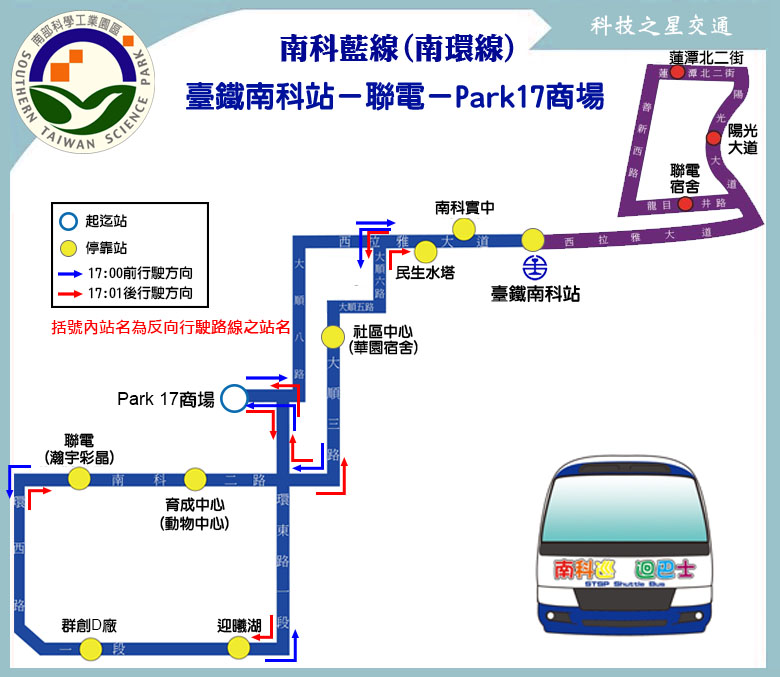 科技之星交通
南部科學工業園區
SOUTHERN TAIWAN SCIENCE PARK
南科藍線(南環線)
臺鐵南科站－聯電－Park17商場
蓮潭北二街
蓮潭北二街
陽光大道
善新西路
陽光
大道
聯電
宿舍
龍目井路
起迄站
停靠站
17:00前行駛方向
17:01後行駛方向
括號內站名為反向行駛路線之站名
南科實中
西拉雅大道
西拉雅大道
民生水塔
臺鐵南科站
大順六路
大順五路
大順八路
社區中心
(華園宿舍)
大順三路
Park 17商場
聯電
(瀚宇彩晶)
南科二路
育成中心
(動物中心)
環東路一段
環西路一段
群創D廠
迎曦湖
南科巡迴巴士
STSP Shuttle Bus